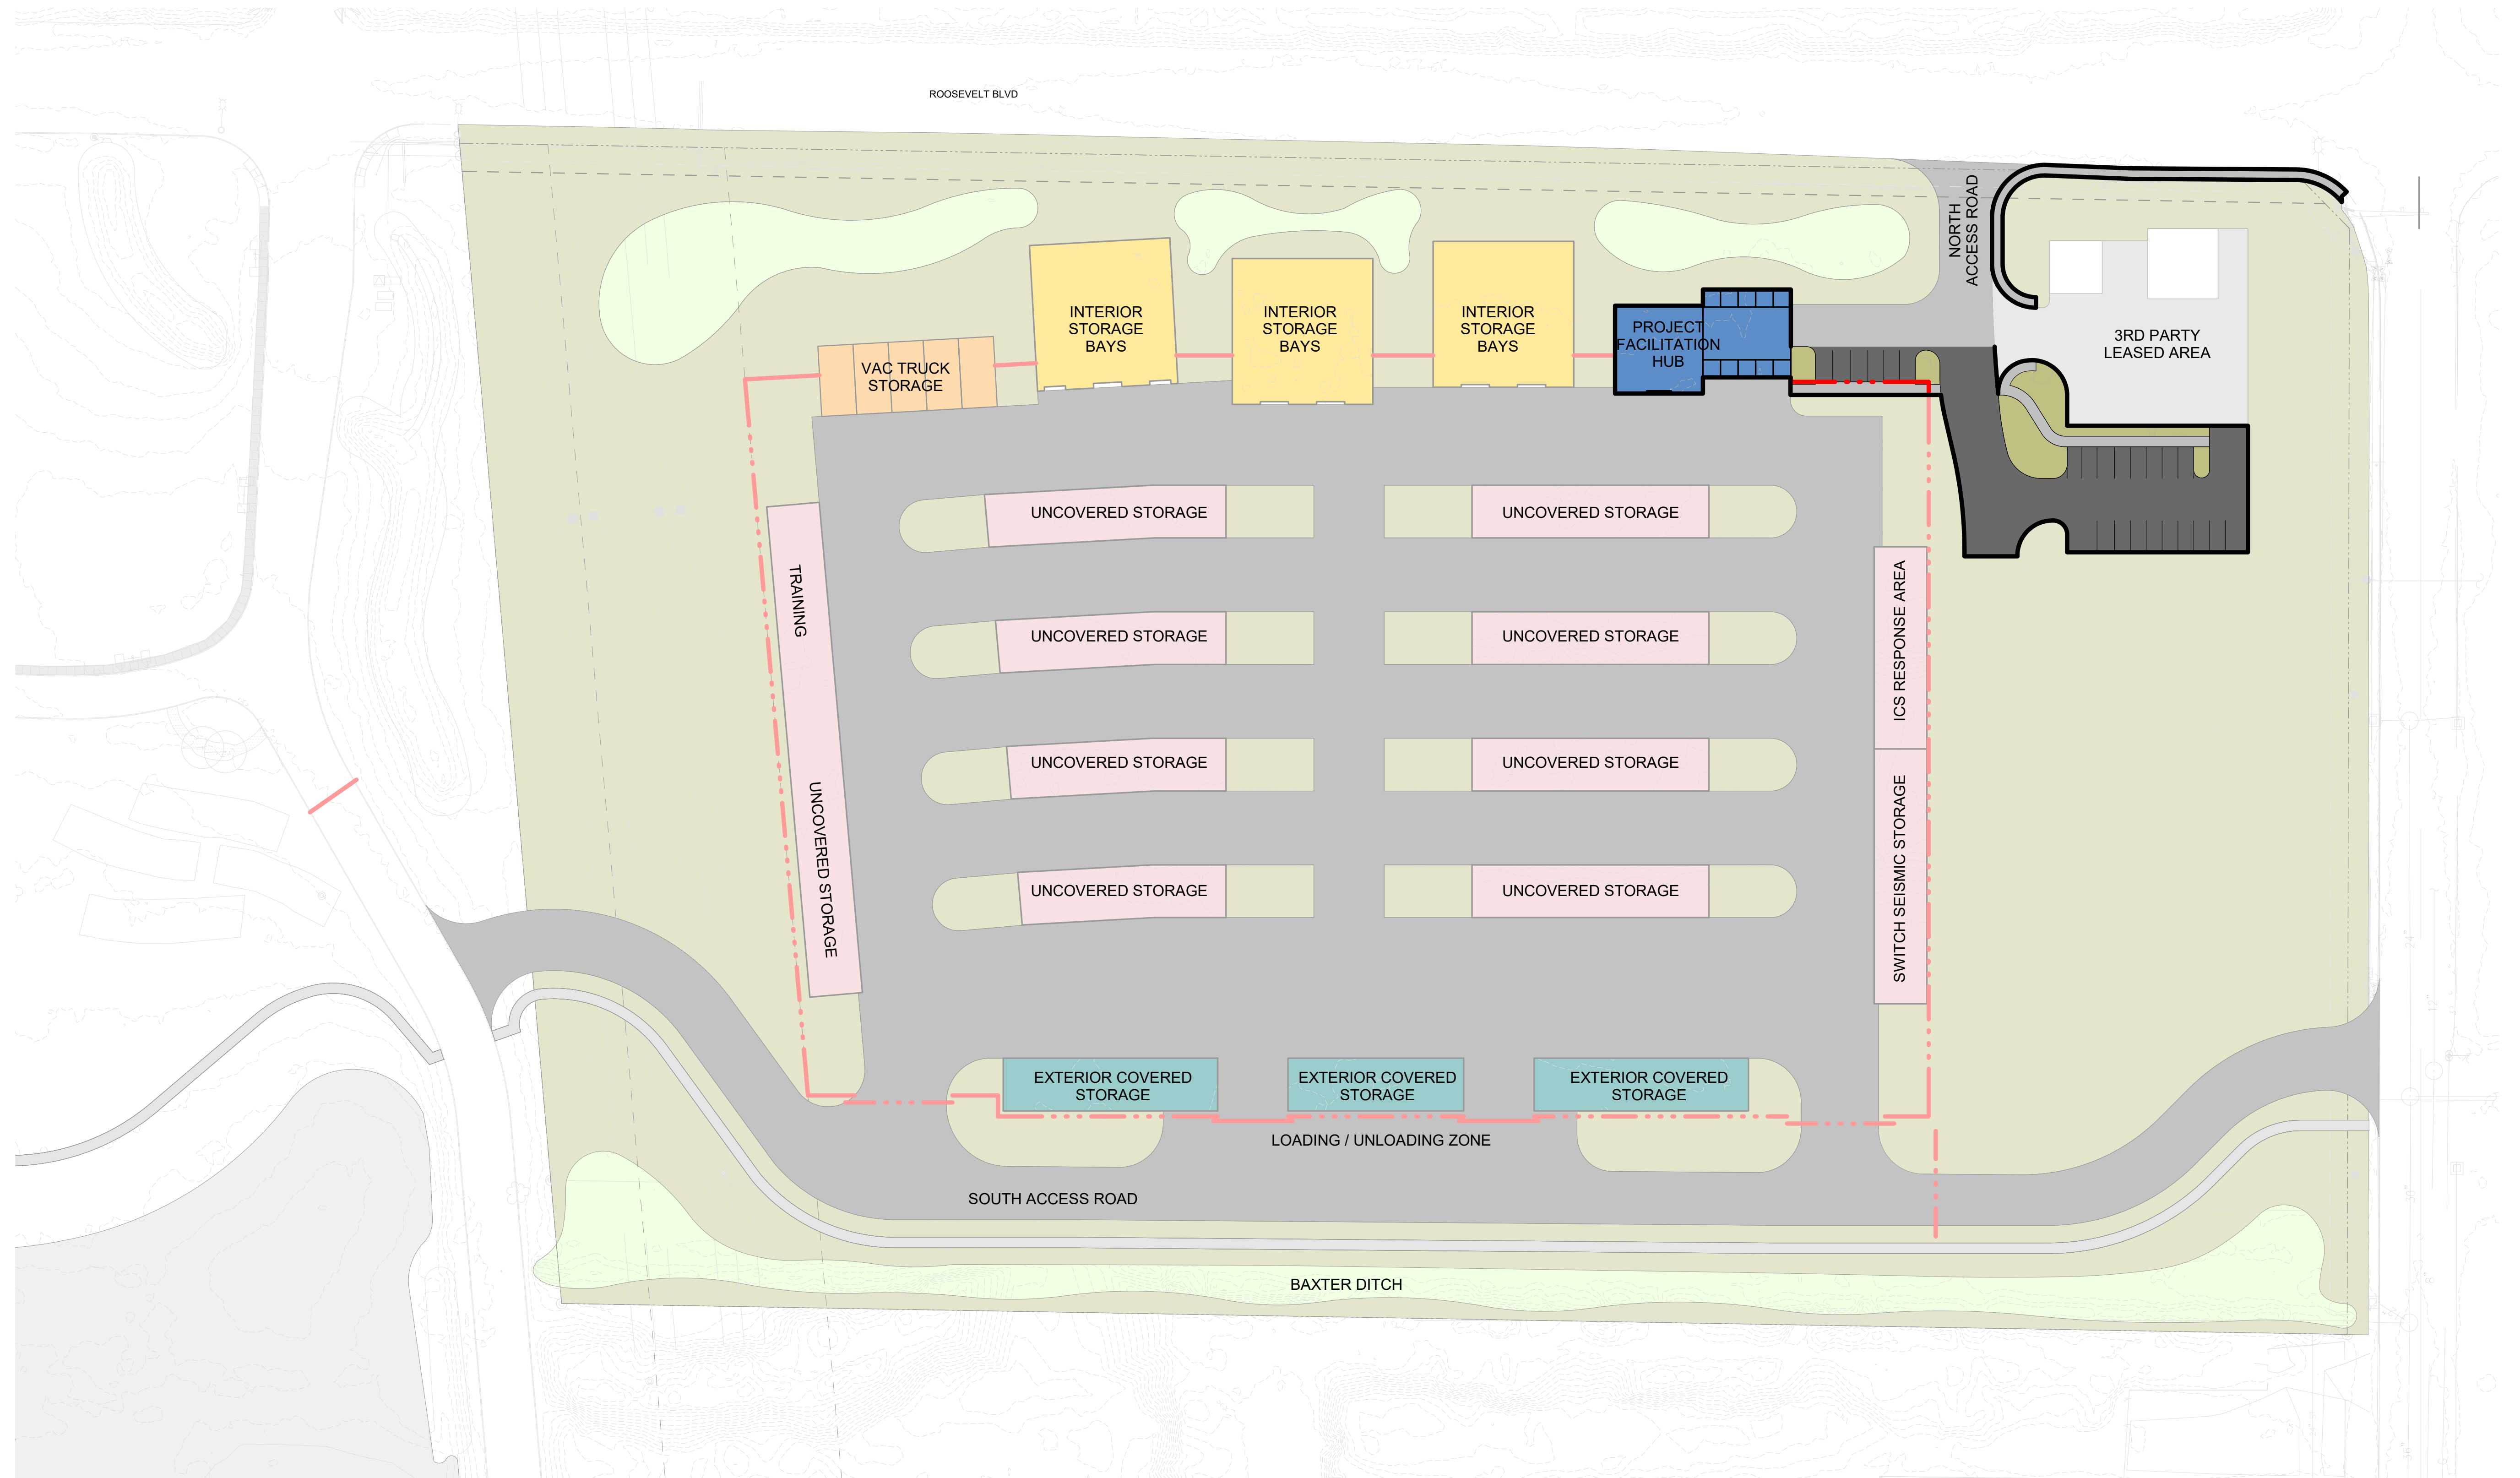 ROOSEVELT BLVD
NORTH
ACCESS ROAD
INTERIOR
STORAGE
BAYS
INTERIOR
STORAGE
BAYS
INTERIOR
STORAGE
BAYS
PROJECT
FACILITATION
HUB
3RD PARTY
LEASED AREA
VAC TRUCK
STORAGE
UNCOVERED STORAGE
UNCOVERED STORAGE
TRAINING
ICS RESPONSE AREA
UNCOVERED STORAGE
UNCOVERED STORAGE
UNCOVERED STORAGE
UNCOVERED STORAGE
UNCOVERED STORAGE
SWITCH SEISMIC STORAGE
UNCOVERED STORAGE
UNCOVERED STORAGE
EXTERIOR COVERED
STORAGE
EXTERIOR COVERED
STORAGE
EXTERIOR COVERED
STORAGE
LOADING / UNLOADING ZONE
SOUTH ACCESS ROAD
BAXTER DITCH